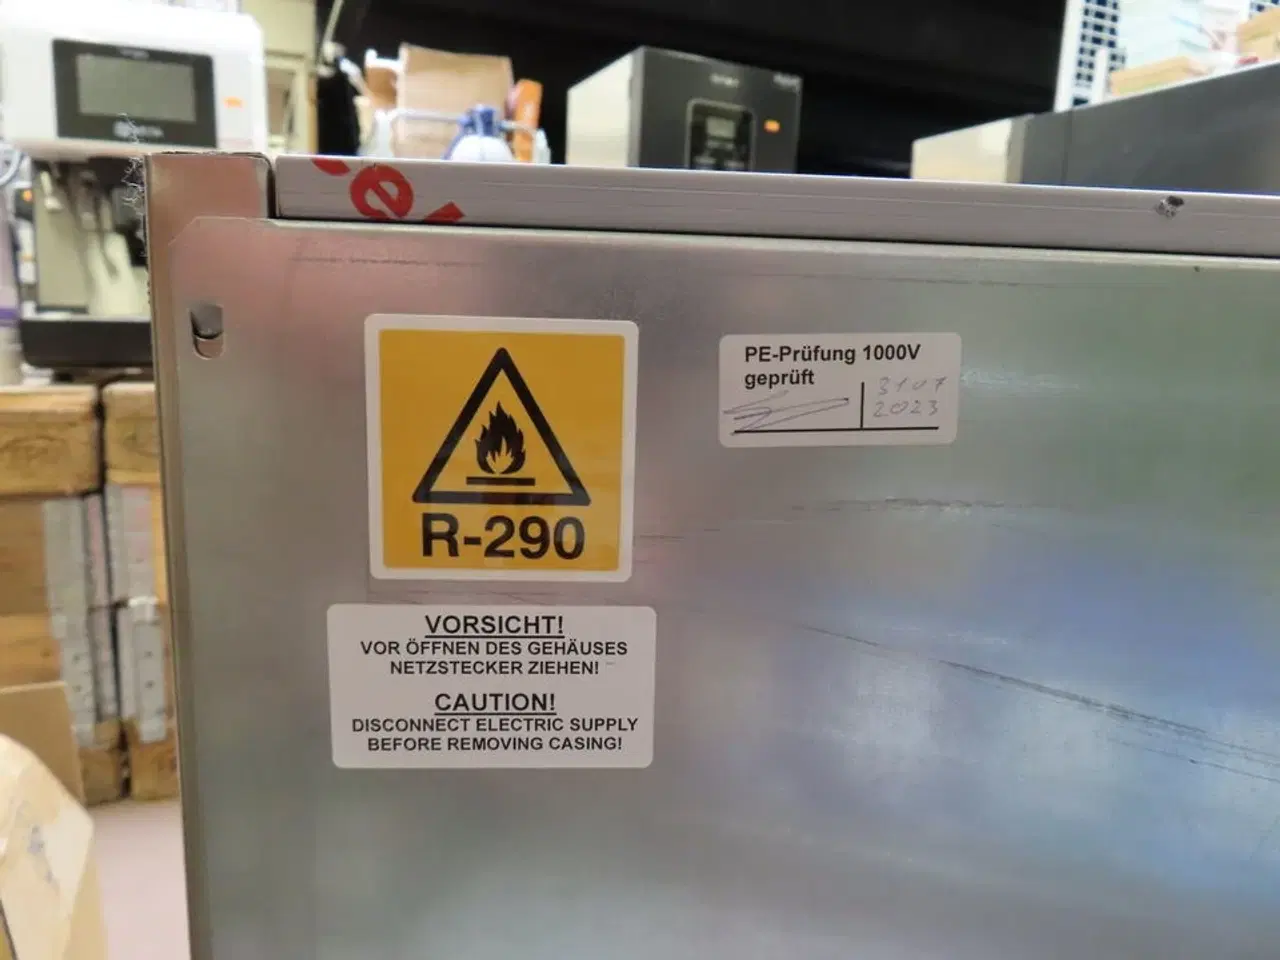 PE-Prüfung 1000V
geprüft
31 07
2023
R-290
VORSICHT!
VOR ÖFFNEN DES GEHÄUSES
NETZSTECKER ZIEHEN!
CAUTION!
DISCONNECT ELECTRIC SUPPLY
BEFORE REMOVING CASING!